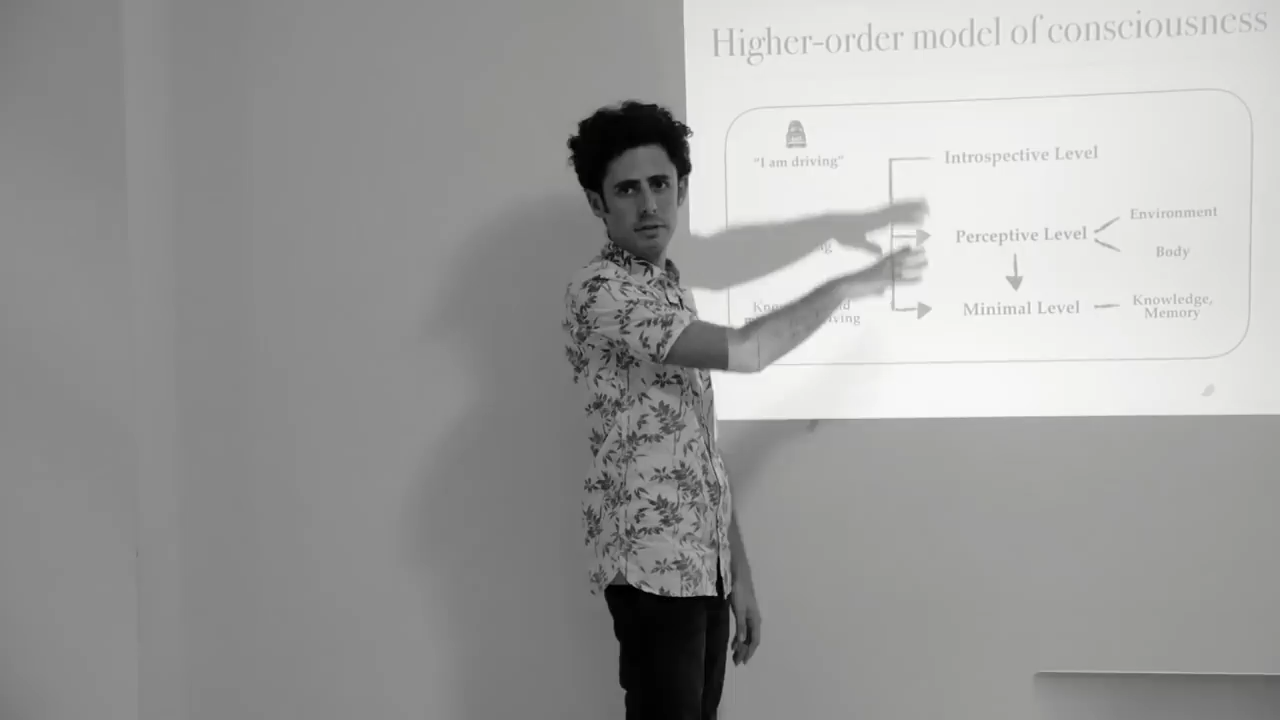 Higher-order model of consciousness
"I am driving"
Introspective Level
Perceptive Level
Environment
Body
Minimal Level
Knowledge,
Memory